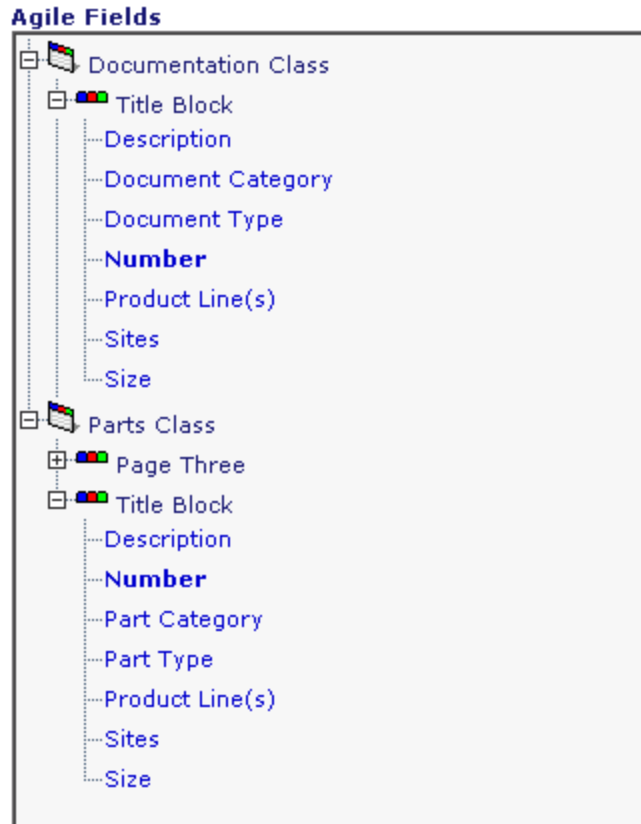 Agile Fields
Documentation Class
Title Block
Description
Document Category
Document Type
Number
Product Line(s)
Sites
Size
Parts Class
Page Three
Title Block
Description
Number
Part Category
Part Type
Product Line(s)
Sites
Size